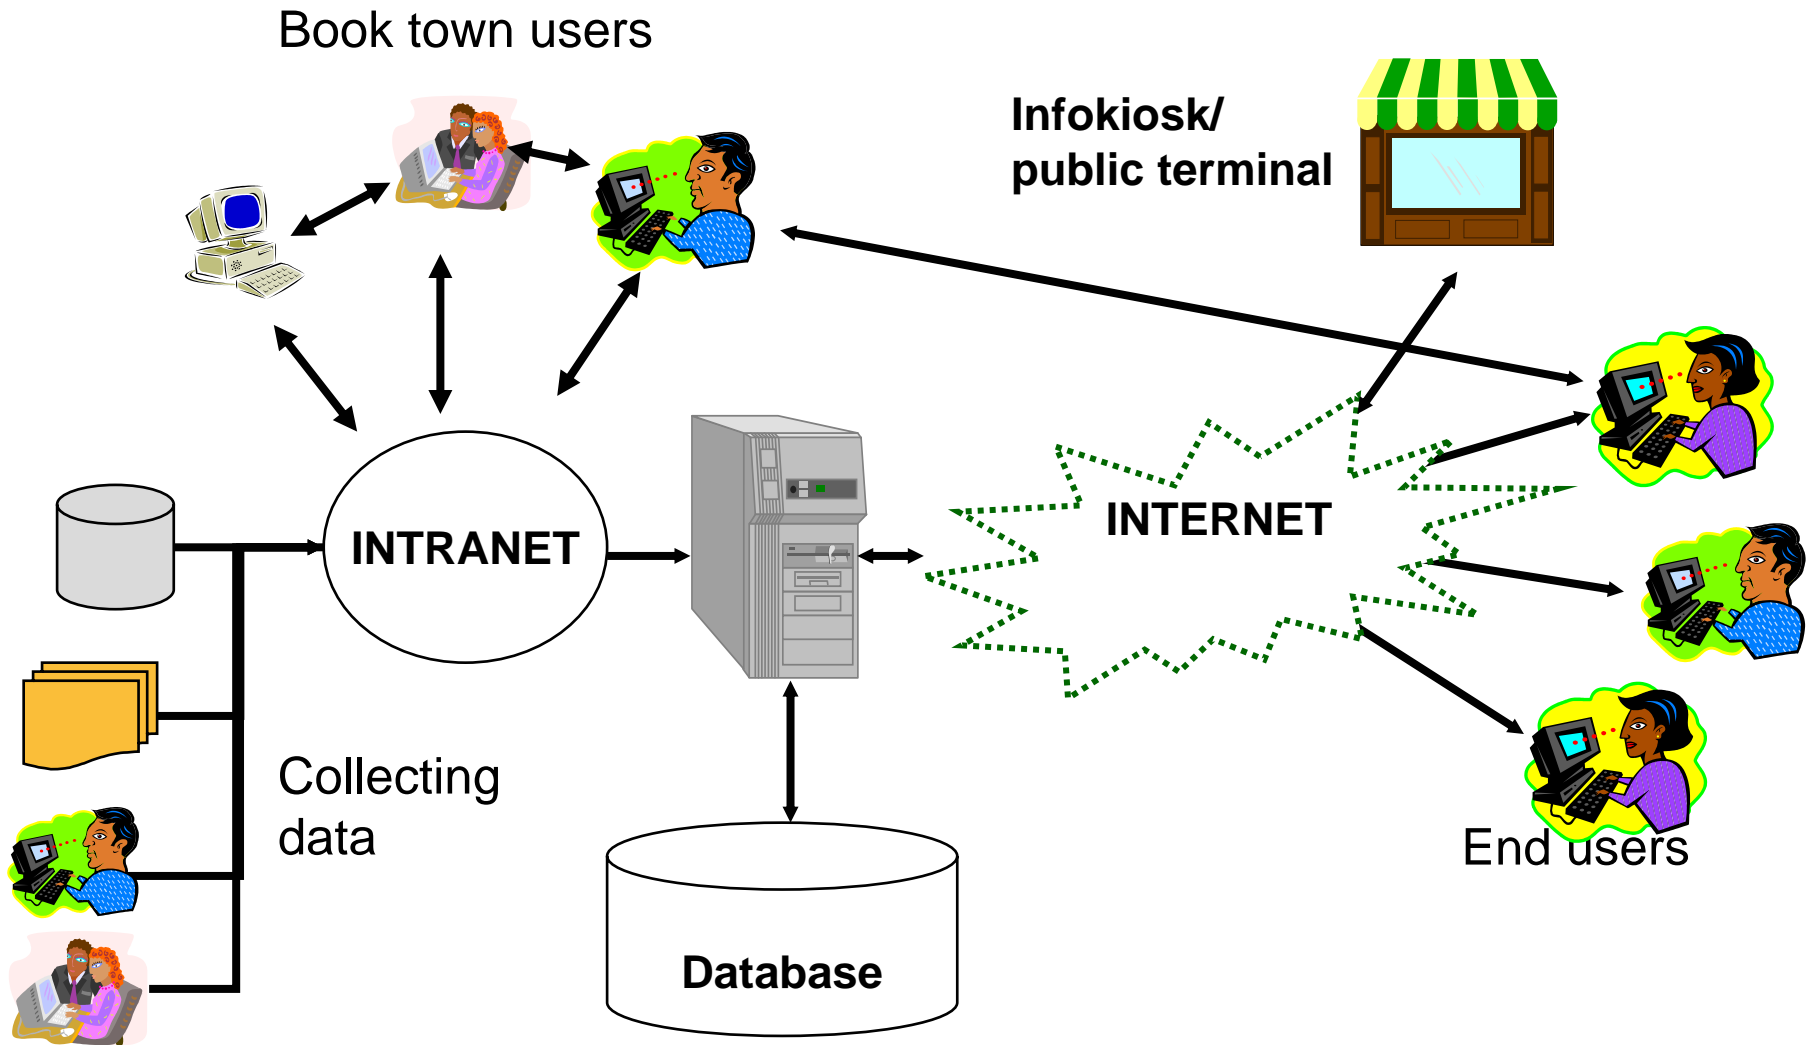 Book town users
Infokiosk/
public terminal
INTRANET
INTERNET
Collecting
data
End users
Database